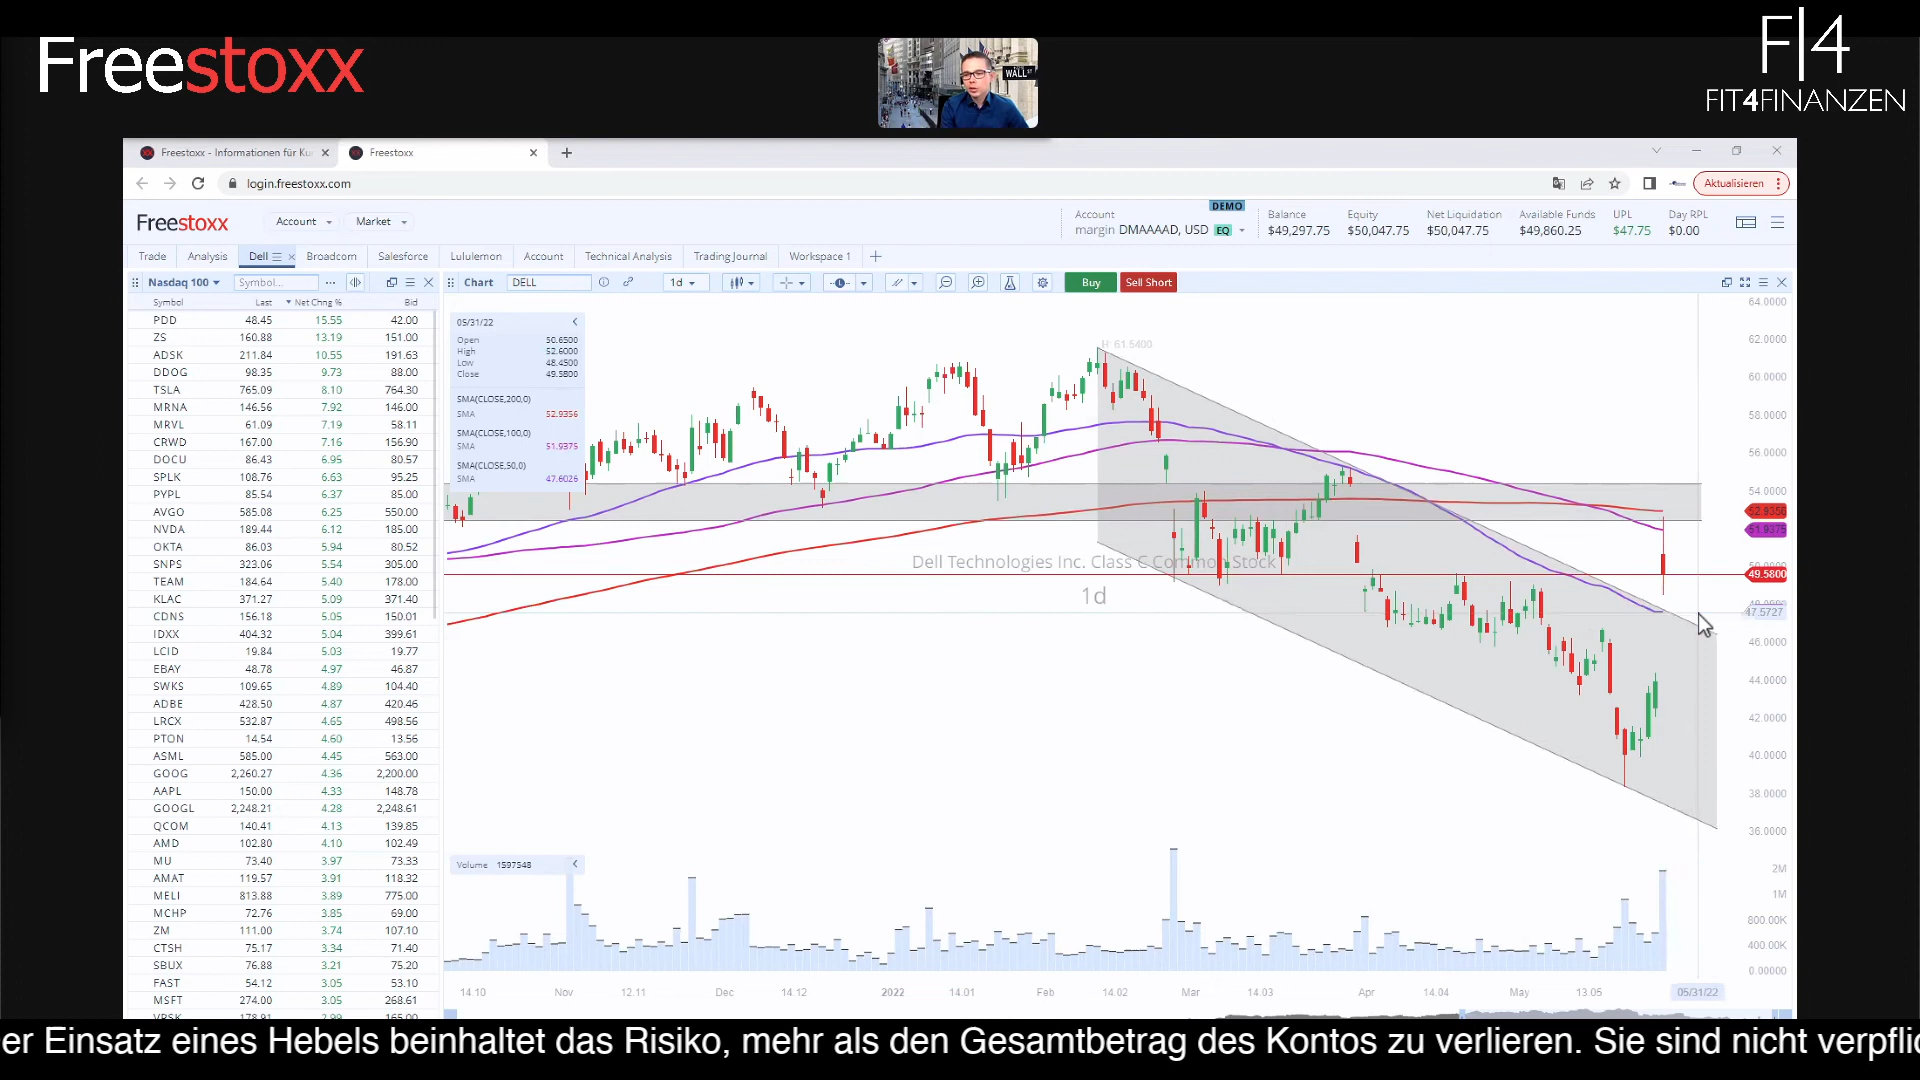 Freestoxx
WALL ST
F|4
FIT4FINANZEN
Freestoxx - Informationen für Ku
Freestoxx
login.freestoxx.com
Aktualisieren
Freestoxx
Account
Market
DEMO
Account
margin DMAAAAD, USD EQ
Balance
$49,297.75
Equity
$50,047.75
Net Liquidation
$50,047.75
Available Funds
$49,860.25
UPL
$47.75
Day RPL
$0.00
Trade Analysis Dell Broadcom Salesforce Lululemon Account Technical Analysis Trading Journal Workspace 1
Nasdaq 100 Symbol...
Chart DELL 1d Buy Sell Short
Symbol Last Net Chng % Bid
PDD 48.45 15.55 42.00
ZS 160.88 13.19 151.00
ADSK 211.84 10.55 191.63
DDOG 98.35 9.73 88.00
TSLA 765.09 8.10 764.30
MRNA 146.56 7.92 146.00
MRVL 61.09 7.19 58.11
CRWD 167.00 7.16 156.90
DOCU 86.43 6.95 80.57
SPLK 108.76 6.63 95.25
PYPL 85.54 6.37 85.00
AVGO 585.08 6.25 550.00
NVDA 189.44 6.12 185.00
OKTA 86.03 5.94 80.52
SNPS 323.06 5.54 305.00
TEAM 184.64 5.40 178.00
KLAC 371.27 5.09 371.40
CDNS 156.18 5.05 150.01
IDXX 404.32 5.04 399.61
LCID 19.84 5.03 19.77
EBAY 48.78 4.97 46.87
SWKS 109.65 4.89 104.40
ADBE 428.50 4.87 420.46
LRCX 532.87 4.65 498.56
PTON 14.54 4.60 13.56
ASML 585.00 4.45 563.00
GOOG 2,260.27 4.36 2,200.00
AAPL 150.00 4.33 148.78
GOOGL 2,248.21 4.28 2,248.61
QCOM 140.41 4.13 139.85
AMD 102.80 4.10 102.49
MU 73.40 3.97 73.33
AMAT 119.57 3.91 118.32
MELI 813.88 3.89 775.00
MCHP 72.76 3.85 69.00
ZM 111.00 3.74 107.10
CTSH 75.17 3.34 71.40
SBUX 76.88 3.21 75.20
FAST 54.12 3.05 53.10
MSFT 274.00 3.05 268.61
VRSK 178.91 2.99 165.00
05/31/22
Open 50.6500
High 52.6000
Low 48.4500
Close 49.5800
SMA(CLOSE,200,0)
SMA 52.9356
SMA(CLOSE,100,0)
SMA 51.9375
SMA(CLOSE,50,0)
SMA 47.6026
H 61.5400
Dell Technologies Inc. Class C Common Stock
1d
64.0000
62.0000
60.0000
58.0000
56.0000
54.0000
52.9356
51.9375
49.5800
47.5727
46.0000
44.0000
42.0000
40.0000
38.0000
36.0000
Volume 1597548
2M
1M
800.00K
400.00K
0.00000
14.10 Nov 12.11 Dec 14.12 2022 14.01 Feb 14.02 Mar 14.03 Apr 14.04 May 13.05 05/31/22
er Einsatz eines Hebels beinhaltet das Risiko, mehr als den Gesamtbetrag des Kontos zu verlieren. Sie sind nicht verpflic